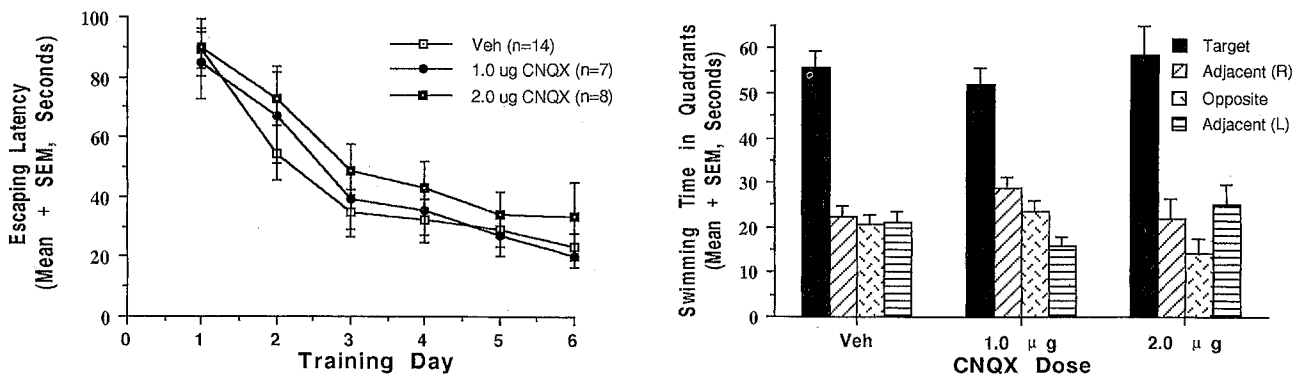 Escaping Latency
(Mean + SEM, Seconds)
100
80
60
40
20
0
0 1 2 3 4 5 6
Training Day
Veh (n=14)
1.0 ug CNQX (n=7)
2.0 ug CNQX (n=8)
Swimming Time in Quadrants
(Mean + SEM, Seconds)
60
50
40
30
20
10
0
Veh 1.0 μ g 2.0 μ g
CNQX Dose
Target
Adjacent (R)
Opposite
Adjacent (L)